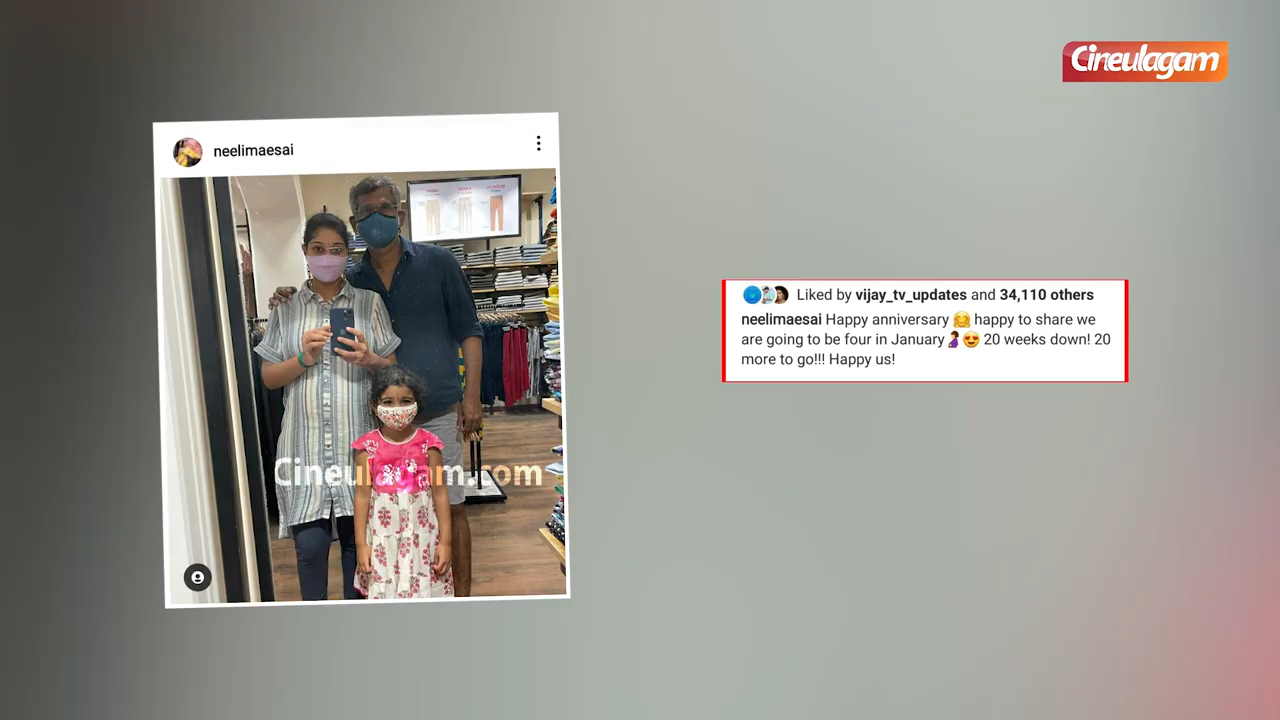 Cineulagam
neelimaesai
Cineulagam.com
Liked by vijay_tv_updates and 34,110 others
neelimaesai Happy anniversary 🤗 happy to share we
are going to be four in January🤰😍 20 weeks down! 20
more to go!!! Happy us!